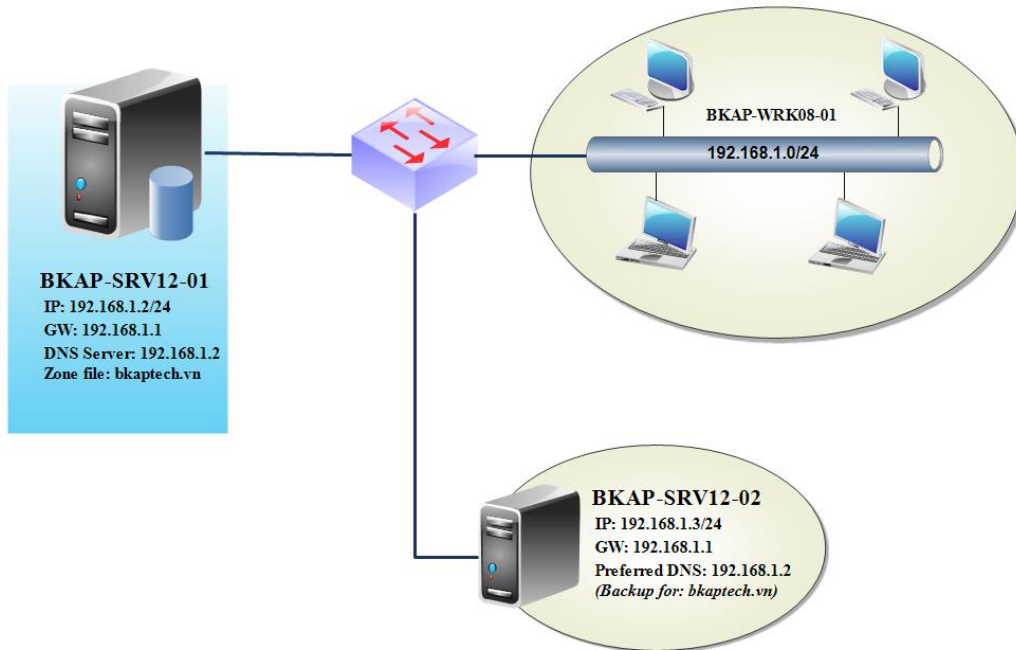 BKAP-SRV12-01
IP: 192.168.1.2/24
GW: 192.168.1.1
DNS Server: 192.168.1.2
Zone file: bkaptech.vn
BKAP-WRK08-01
192.168.1.0/24
BKAP-SRV12-02
IP: 192.168.1.3/24
GW: 192.168.1.1
Preferred DNS: 192.168.1.2
(Backup for: bkaptech.vn)